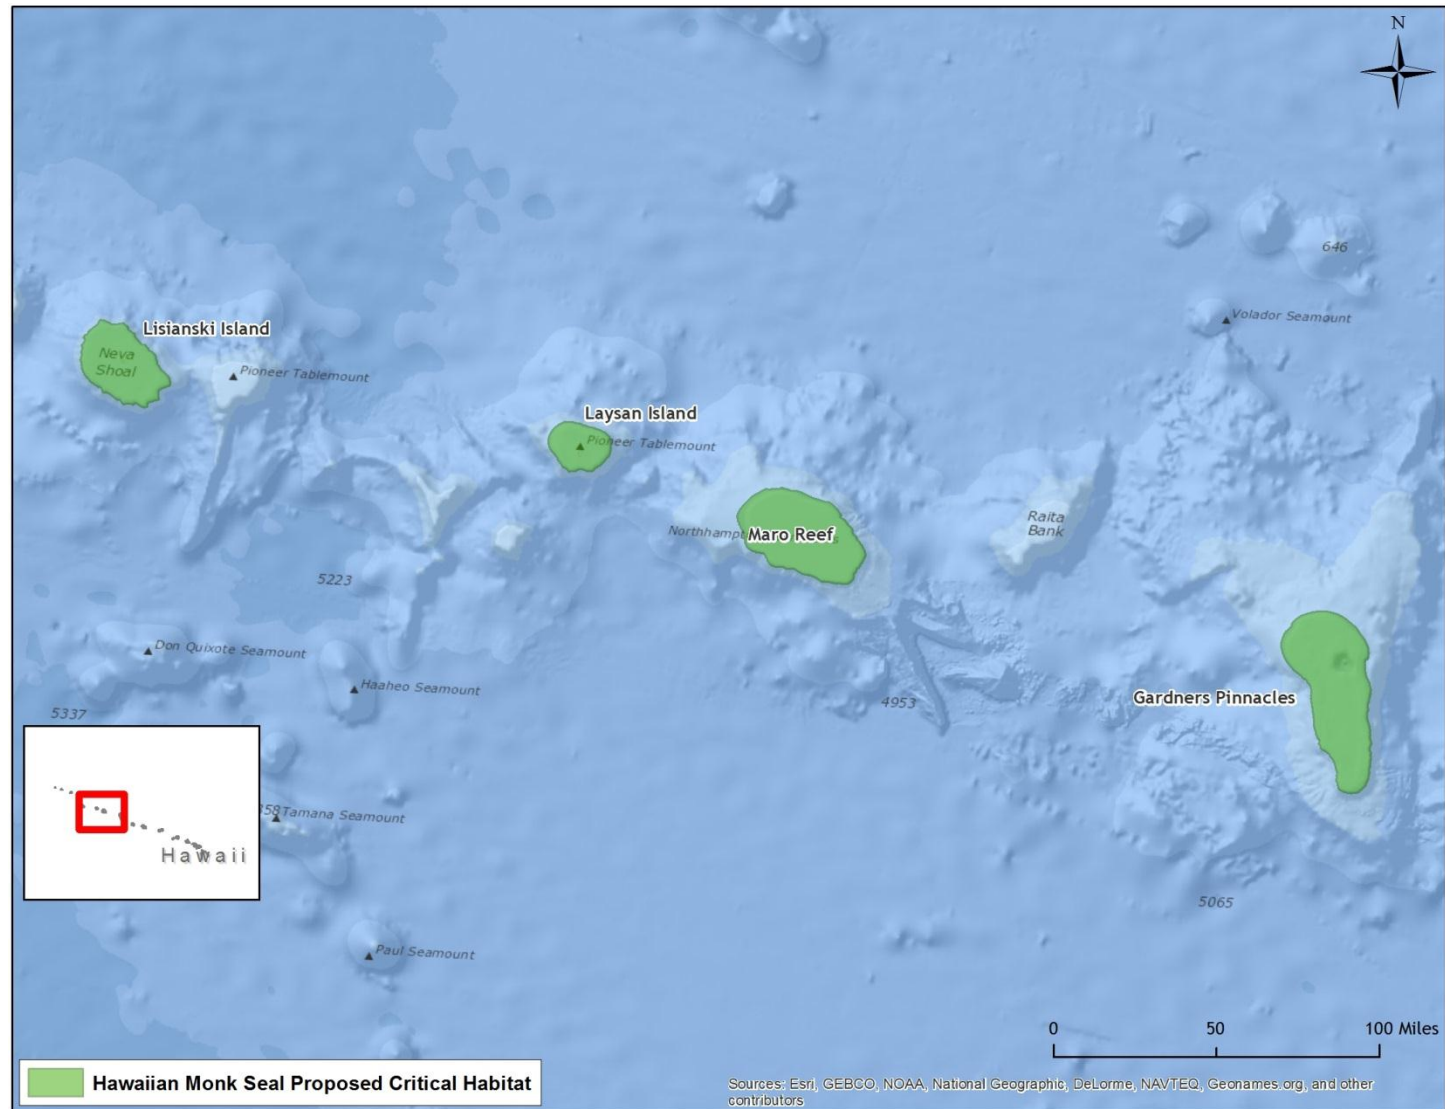 N
646
Volador Seamount
Lisianski Island
Neva
Shoal
Pioneer Tablemount
Laysan Island
Pioneer Tablemount
Raita
Bank
Northhampt
Maro Reef
5223
Don Quixote Seamount
Haaheo Seamount
4953
Gardners Pinnacles
5337
58 Tamana Seamount
Hawaii
5065
Paul Seamount
0 50 100 Miles
Hawaiian Monk Seal Proposed Critical Habitat
Sources: Esri, GEBCO, NOAA, National Geographic, DeLorme, NAVTEQ, Geonames.org, and other
contributors